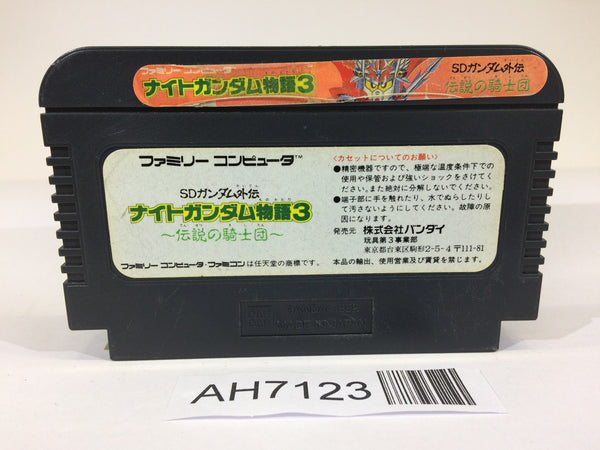 ファミリー コンピュータ
ナイトガンダム物語3
SDガンダム外伝
伝説の騎士団
ファミリー コンピュータ™
SDガンダム外伝
ナイトガンダム物語3
～伝説の騎士団～
ファミリー コンピュータ・ファミコンは任天堂の商標です。
〈カセットについてのお願い〉
●精密機器ですので、極端な温度条件下での
使用や保管および強いショックをさけてく
ださい。また絶対に分解しないでください。
●端子部に手を触れたり、水でぬらしたりし
て汚さないようにしてください。故障の原
因になります。
発売元 株式会社バンダイ
玩具第3事業部
東京都台東区駒形2-5-4 〒111-81
本品の輸出、使用営業及び賃貸を禁じます。
AH7123